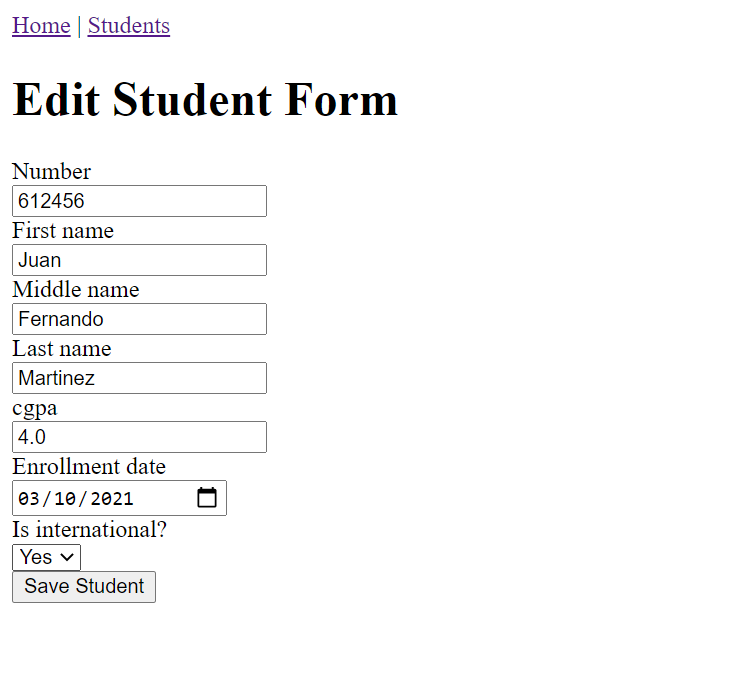 Home | Students
Edit Student Form
Number
612456
First name
Juan
Middle name
Fernando
Last name
Martinez
cgpa
4.0
Enrollment date
03/10/2021
Is international?
Yes
Save Student